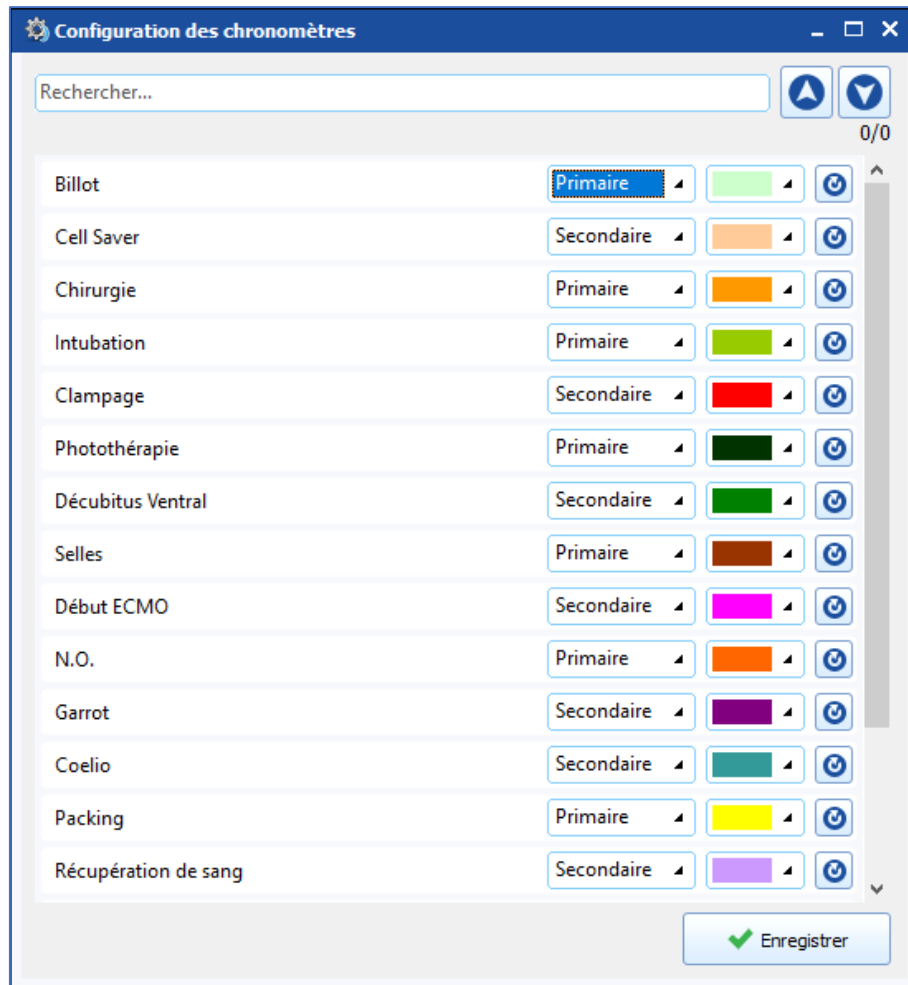 Configuration des chronomètres
Rechercher...
0/0
Billot Primaire
Cell Saver Secondaire
Chirurgie Primaire
Intubation Primaire
Clampage Secondaire
Photothérapie Primaire
Décubitus Ventral Secondaire
Selles Primaire
Début ECMO Secondaire
N.O. Primaire
Garrot Secondaire
Coelio Secondaire
Packing Primaire
Récupération de sang Secondaire
Enregistrer